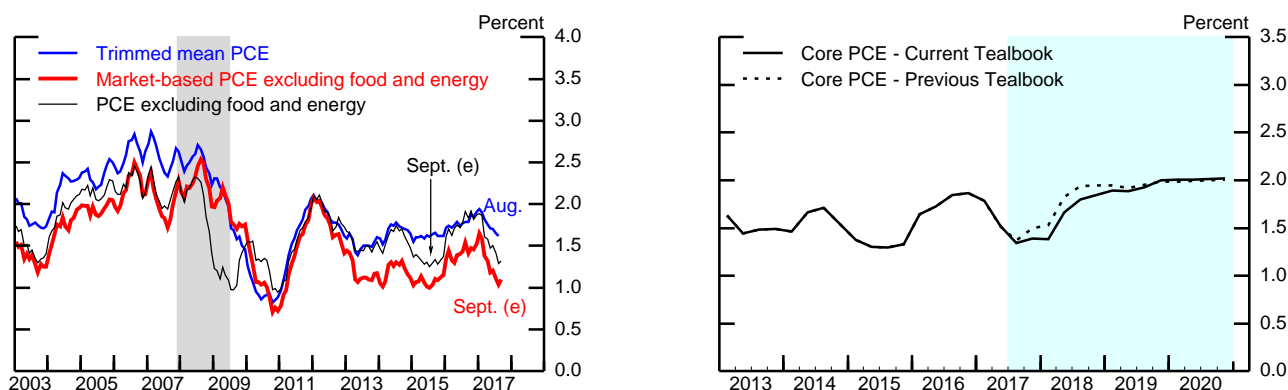 Percent
4.0
Trimmed mean PCE
Market-based PCE excluding food and energy
3.5
PCE excluding food and energy
3.0
2.5
Sept. (e)
2.0
Aug.
1.5
1.0
Sept. (e)
0.5
0.0
2003 2005 2007 2009 2011 2013 2015 2017
Percent
3.5
Core PCE - Current Tealbook
Core PCE - Previous Tealbook
3.0
2.5
2.0
1.5
1.0
0.5
0.0
2013 2014 2015 2016 2017 2018 2019 2020